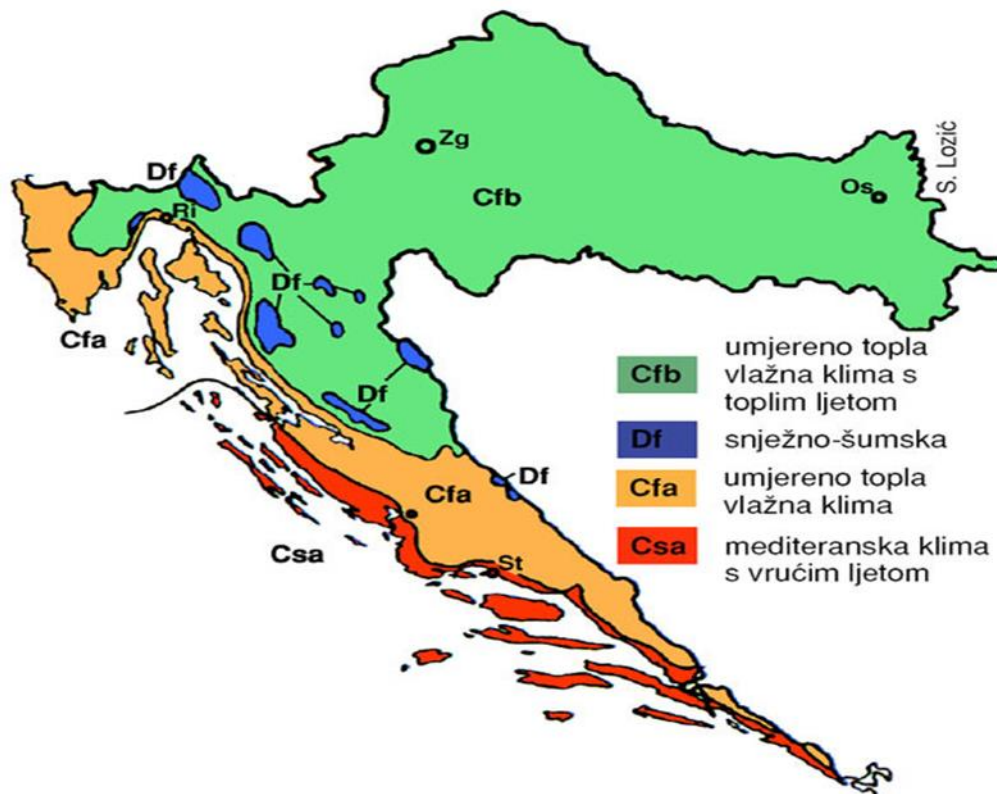 Zg
S. Lozić
Df
Os
Cfb
Ri
Df
Cfa
Df
Df
Cfa
Csa
St
Cfb
umjereno topla
vlažna klima s
toplim ljetom
Df
snježno-šumska
Cfa
umjereno topla
vlažna klima
Csa
mediteranska klima
s vrućim ljetom